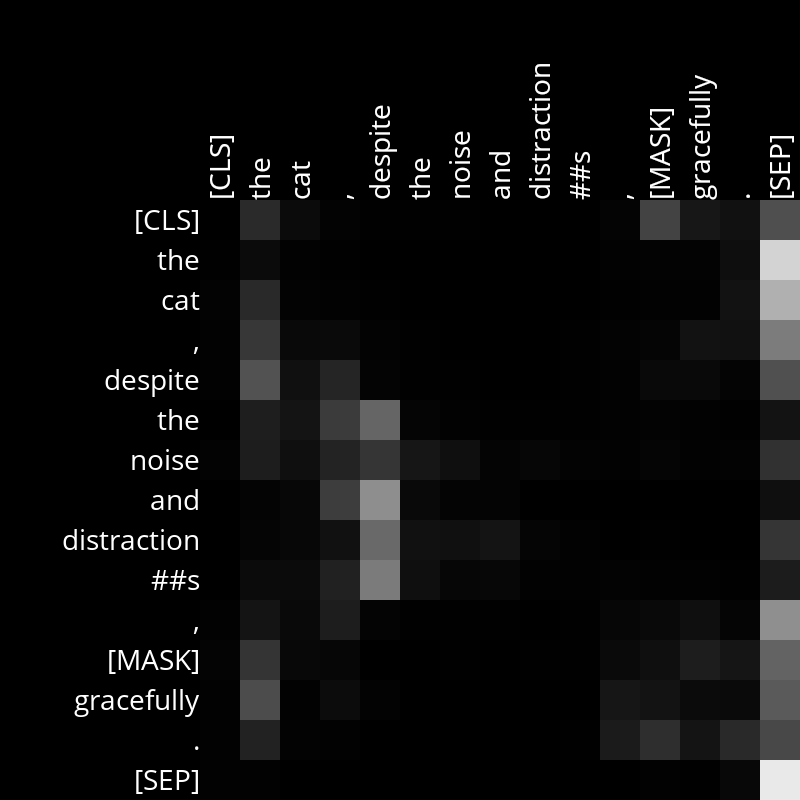 [CLS] the cat , despite the noise and distraction ##s , [MASK] gracefully . [SEP]
[CLS]
the
cat
,
despite
the
noise
and
distraction
##s
,
[MASK]
gracefully
.
[SEP]